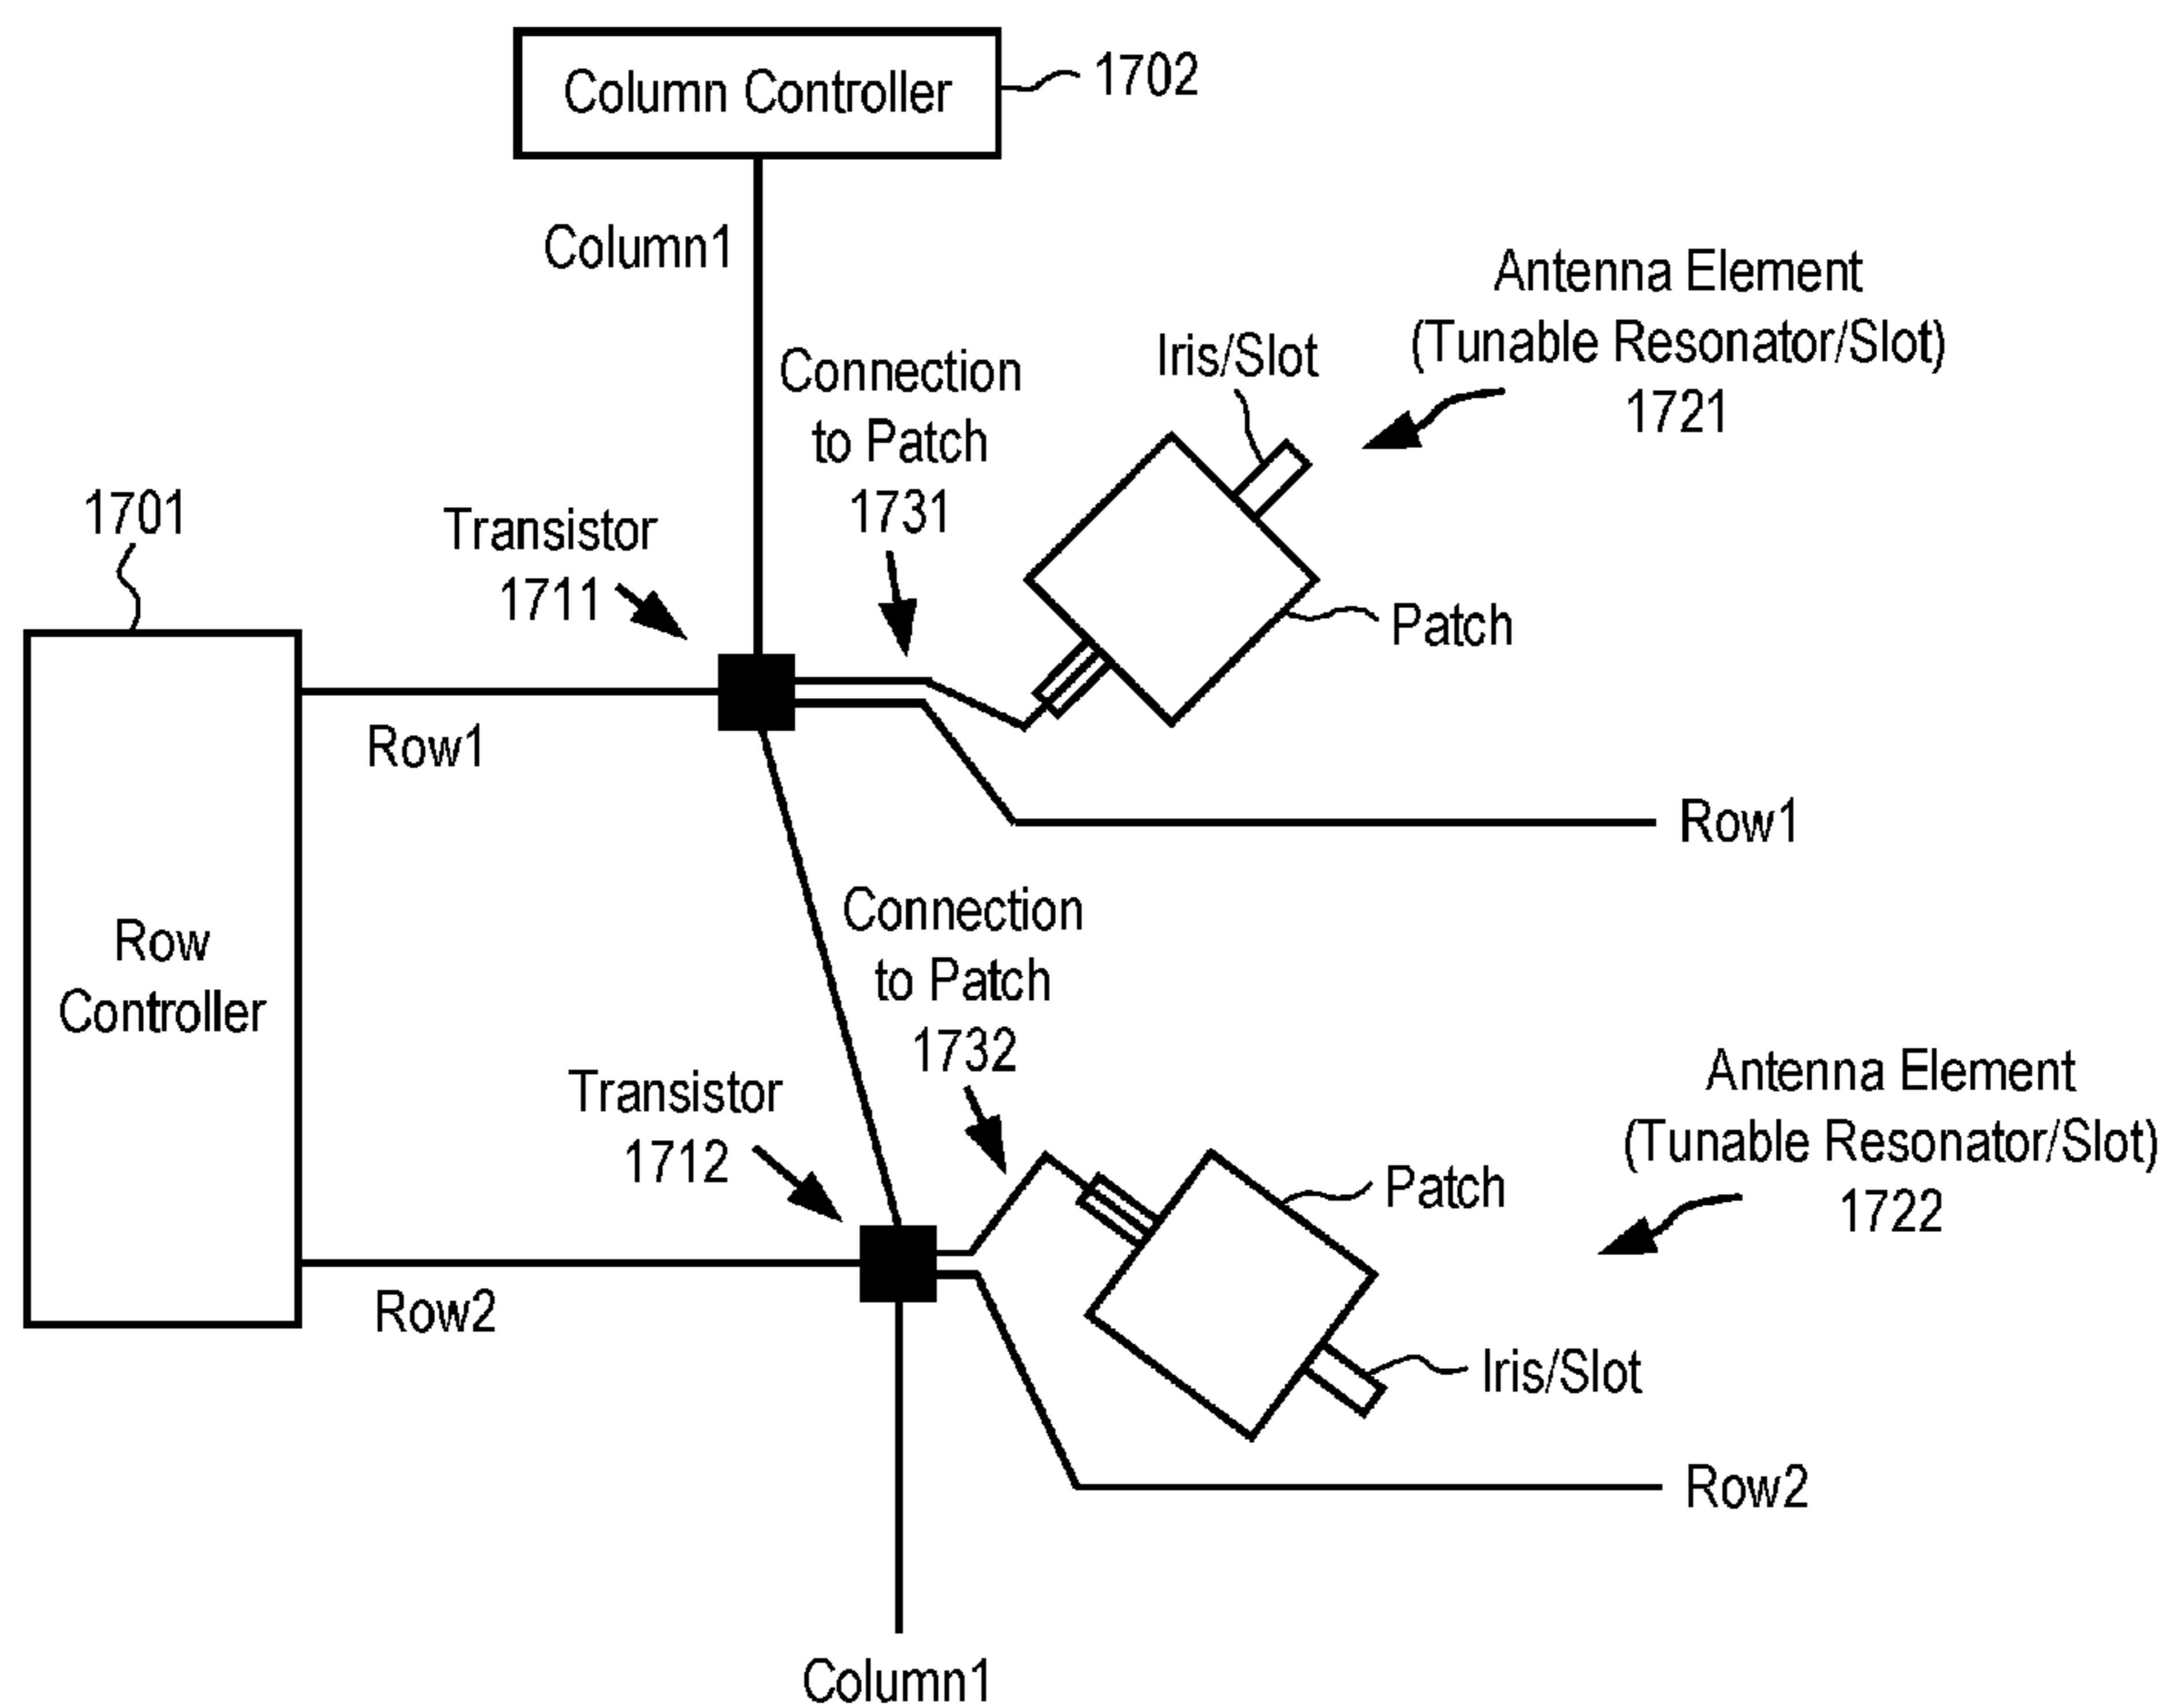 Column Controller
1702
Column1
Antenna Element
(Tunable Resonator/Slot)
1721
Iris/Slot
Connection
to Patch
1731
1701
Transistor
1711
Patch
Row1
Row1
Row
Controller
Connection
to Patch
1732
Transistor
1712
Antenna Element
(Tunable Resonator/Slot)
1722
Patch
Row2
Iris/Slot
Row2
Column1